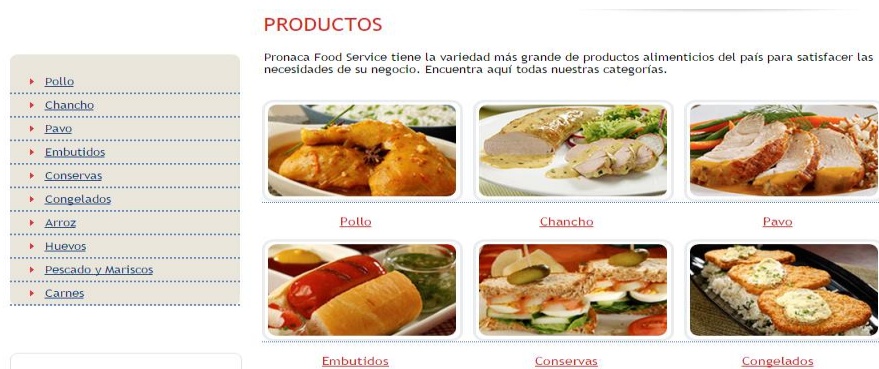 PRODUCTOS
Pronaca Food Service tiene la variedad más grande de productos alimenticios del país para satisfacer las
necesidades de su negocio. Encuentra aquí todas nuestras categorías.
Pollo
Chancho
Pavo
Embutidos
Conservas
Congelados
Arroz
Huevos
Pescado y Mariscos
Carnes
Pollo
Chancho
Pavo
Embutidos
Conservas
Congelados